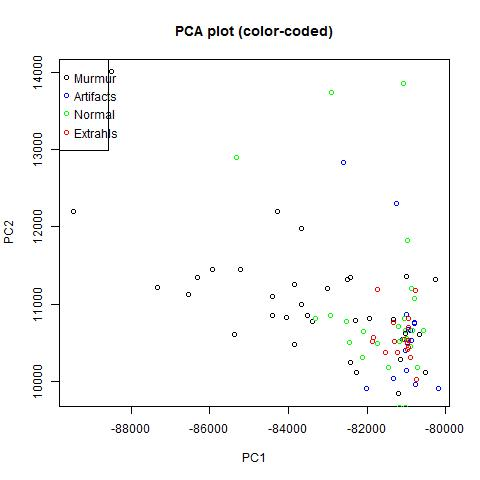 PCA plot (color-coded)
Murmur
Artifacts
Normal
Extrahls
PC2
14000
13000
12000
11000
10000
-88000
-86000
-84000
-82000
-80000
PC1